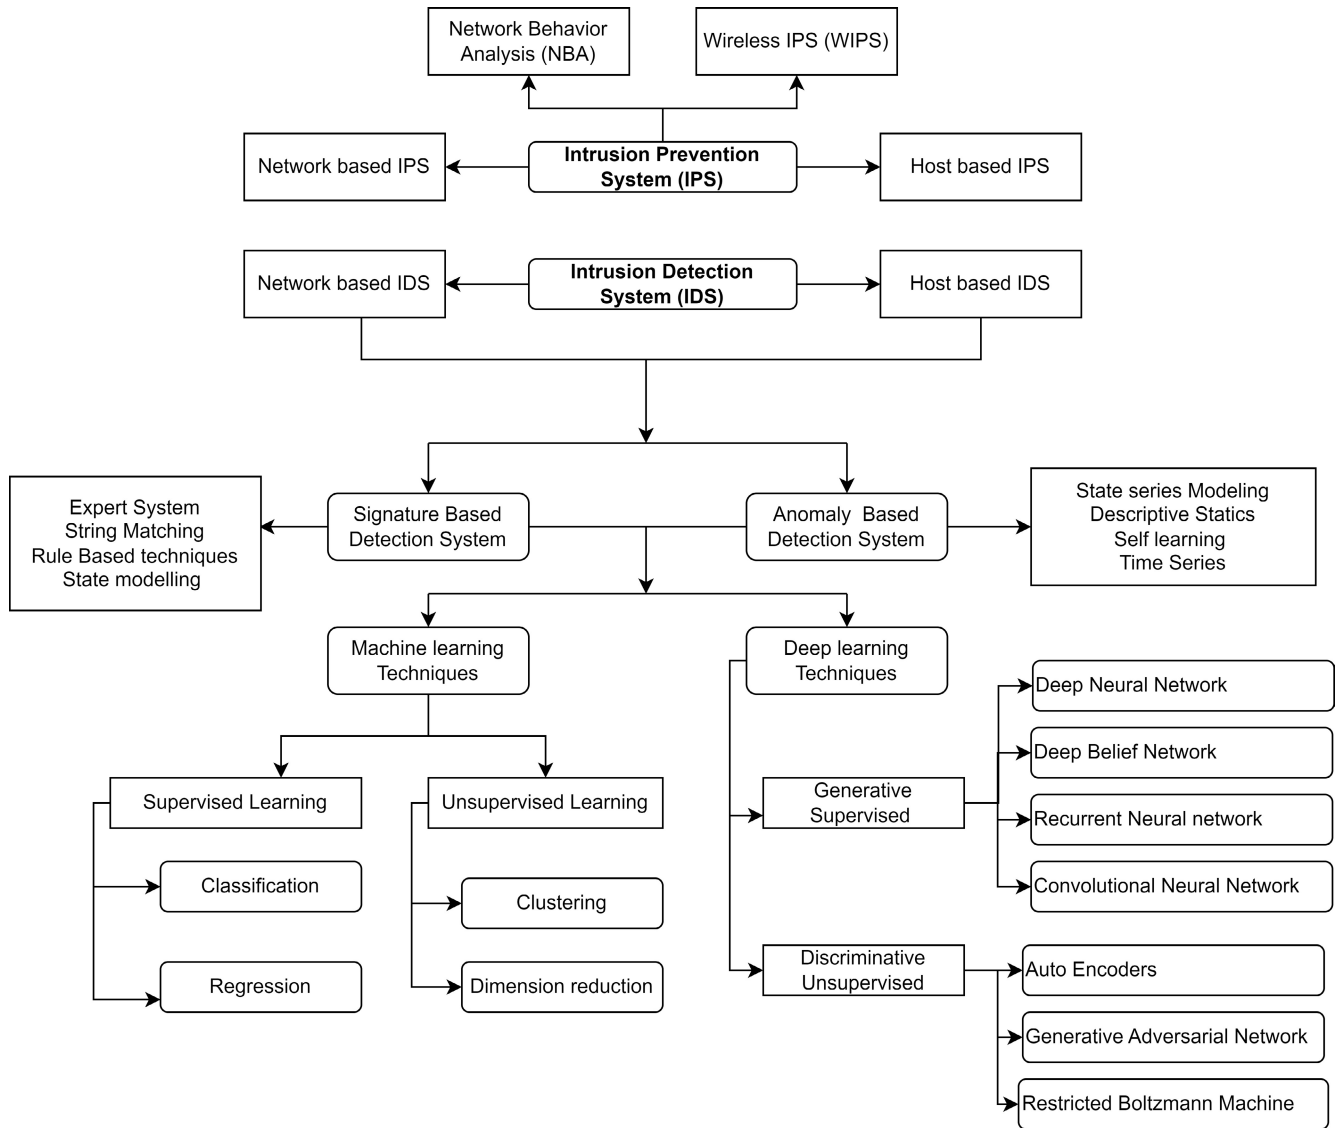 Network Behavior
Analysis (NBA)
Wireless IPS (WIPS)
Network based IPS
Intrusion Prevention
System (IPS)
Host based IPS
Network based IDS
Intrusion Detection
System (IDS)
Host based IDS
Expert System
String Matching
Rule Based techniques
State modelling
Signature Based
Detection System
Anomaly Based
Detection System
State series Modeling
Descriptive Statics
Self learning
Time Series
Machine learning
Techniques
Deep learning
Techniques
Supervised Learning
Classification
Regression
Unsupervised Learning
Clustering
Dimension reduction
Generative
Supervised
Deep Neural Network
Deep Belief Network
Recurrent Neural network
Convolutional Neural Network
Discriminative
Unsupervised
Auto Encoders
Generative Adversarial Network
Restricted Boltzmann Machine